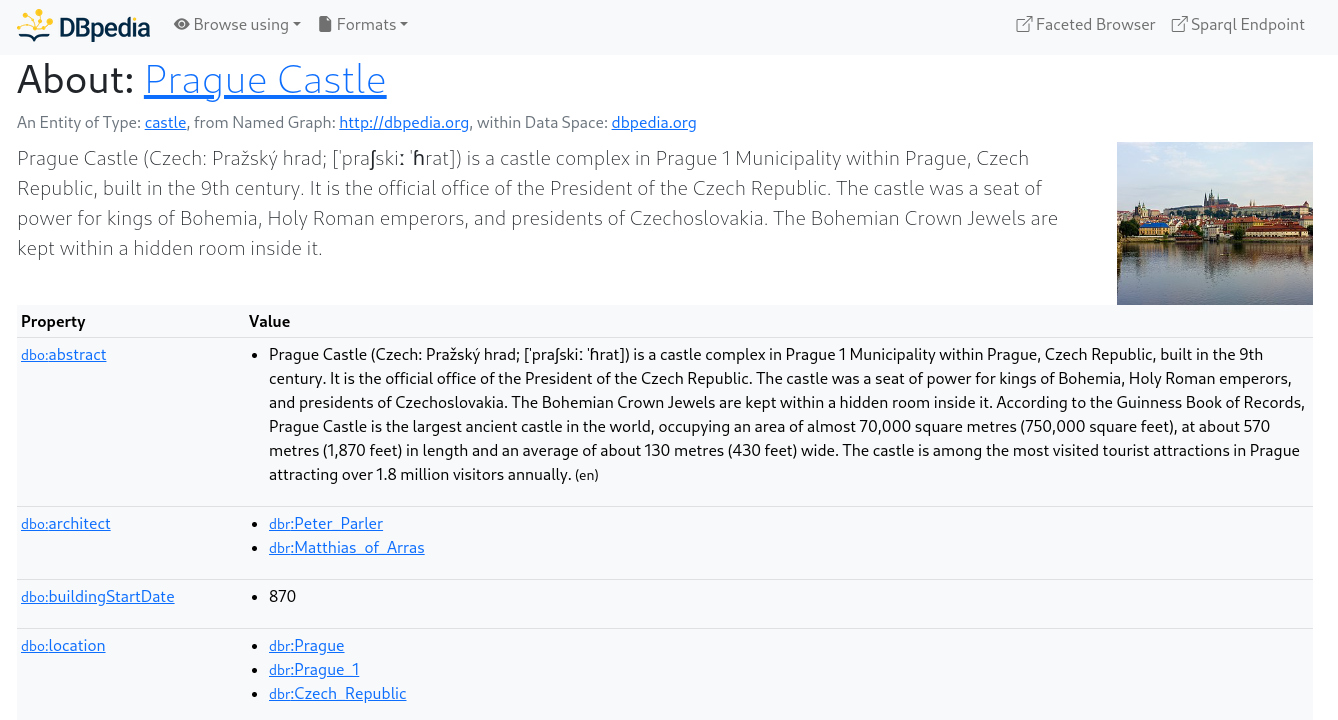 DBpedia Browse using Formats Faceted Browser Sparql Endpoint
About: Prague Castle
An Entity of Type: castle, from Named Graph: http://dbpedia.org, within Data Space: dbpedia.org
Prague Castle (Czech: Pražský hrad; [ˈpraʃskiː ˈɦrat]) is a castle complex in Prague 1 Municipality within Prague, Czech
Republic, built in the 9th century. It is the official office of the President of the Czech Republic. The castle was a seat of
power for kings of Bohemia, Holy Roman emperors, and presidents of Czechoslovakia. The Bohemian Crown Jewels are
kept within a hidden room inside it.
Property Value
dbo:abstract
Prague Castle (Czech: Pražský hrad; [ˈpraʃskiː ˈɦrat]) is a castle complex in Prague 1 Municipality within Prague, Czech Republic, built in the 9th
century. It is the official office of the President of the Czech Republic. The castle was a seat of power for kings of Bohemia, Holy Roman emperors,
and presidents of Czechoslovakia. The Bohemian Crown Jewels are kept within a hidden room inside it. According to the Guinness Book of Records,
Prague Castle is the largest ancient castle in the world, occupying an area of almost 70,000 square metres (750,000 square feet), at about 570
metres (1,870 feet) in length and an average of about 130 metres (430 feet) wide. The castle is among the most visited tourist attractions in Prague
attracting over 1.8 million visitors annually. (en)
dbo:architect
dbr:Peter_Parler
dbr:Matthias_of_Arras
dbo:buildingStartDate
870
dbo:location
dbr:Prague
dbr:Prague_1
dbr:Czech_Republic